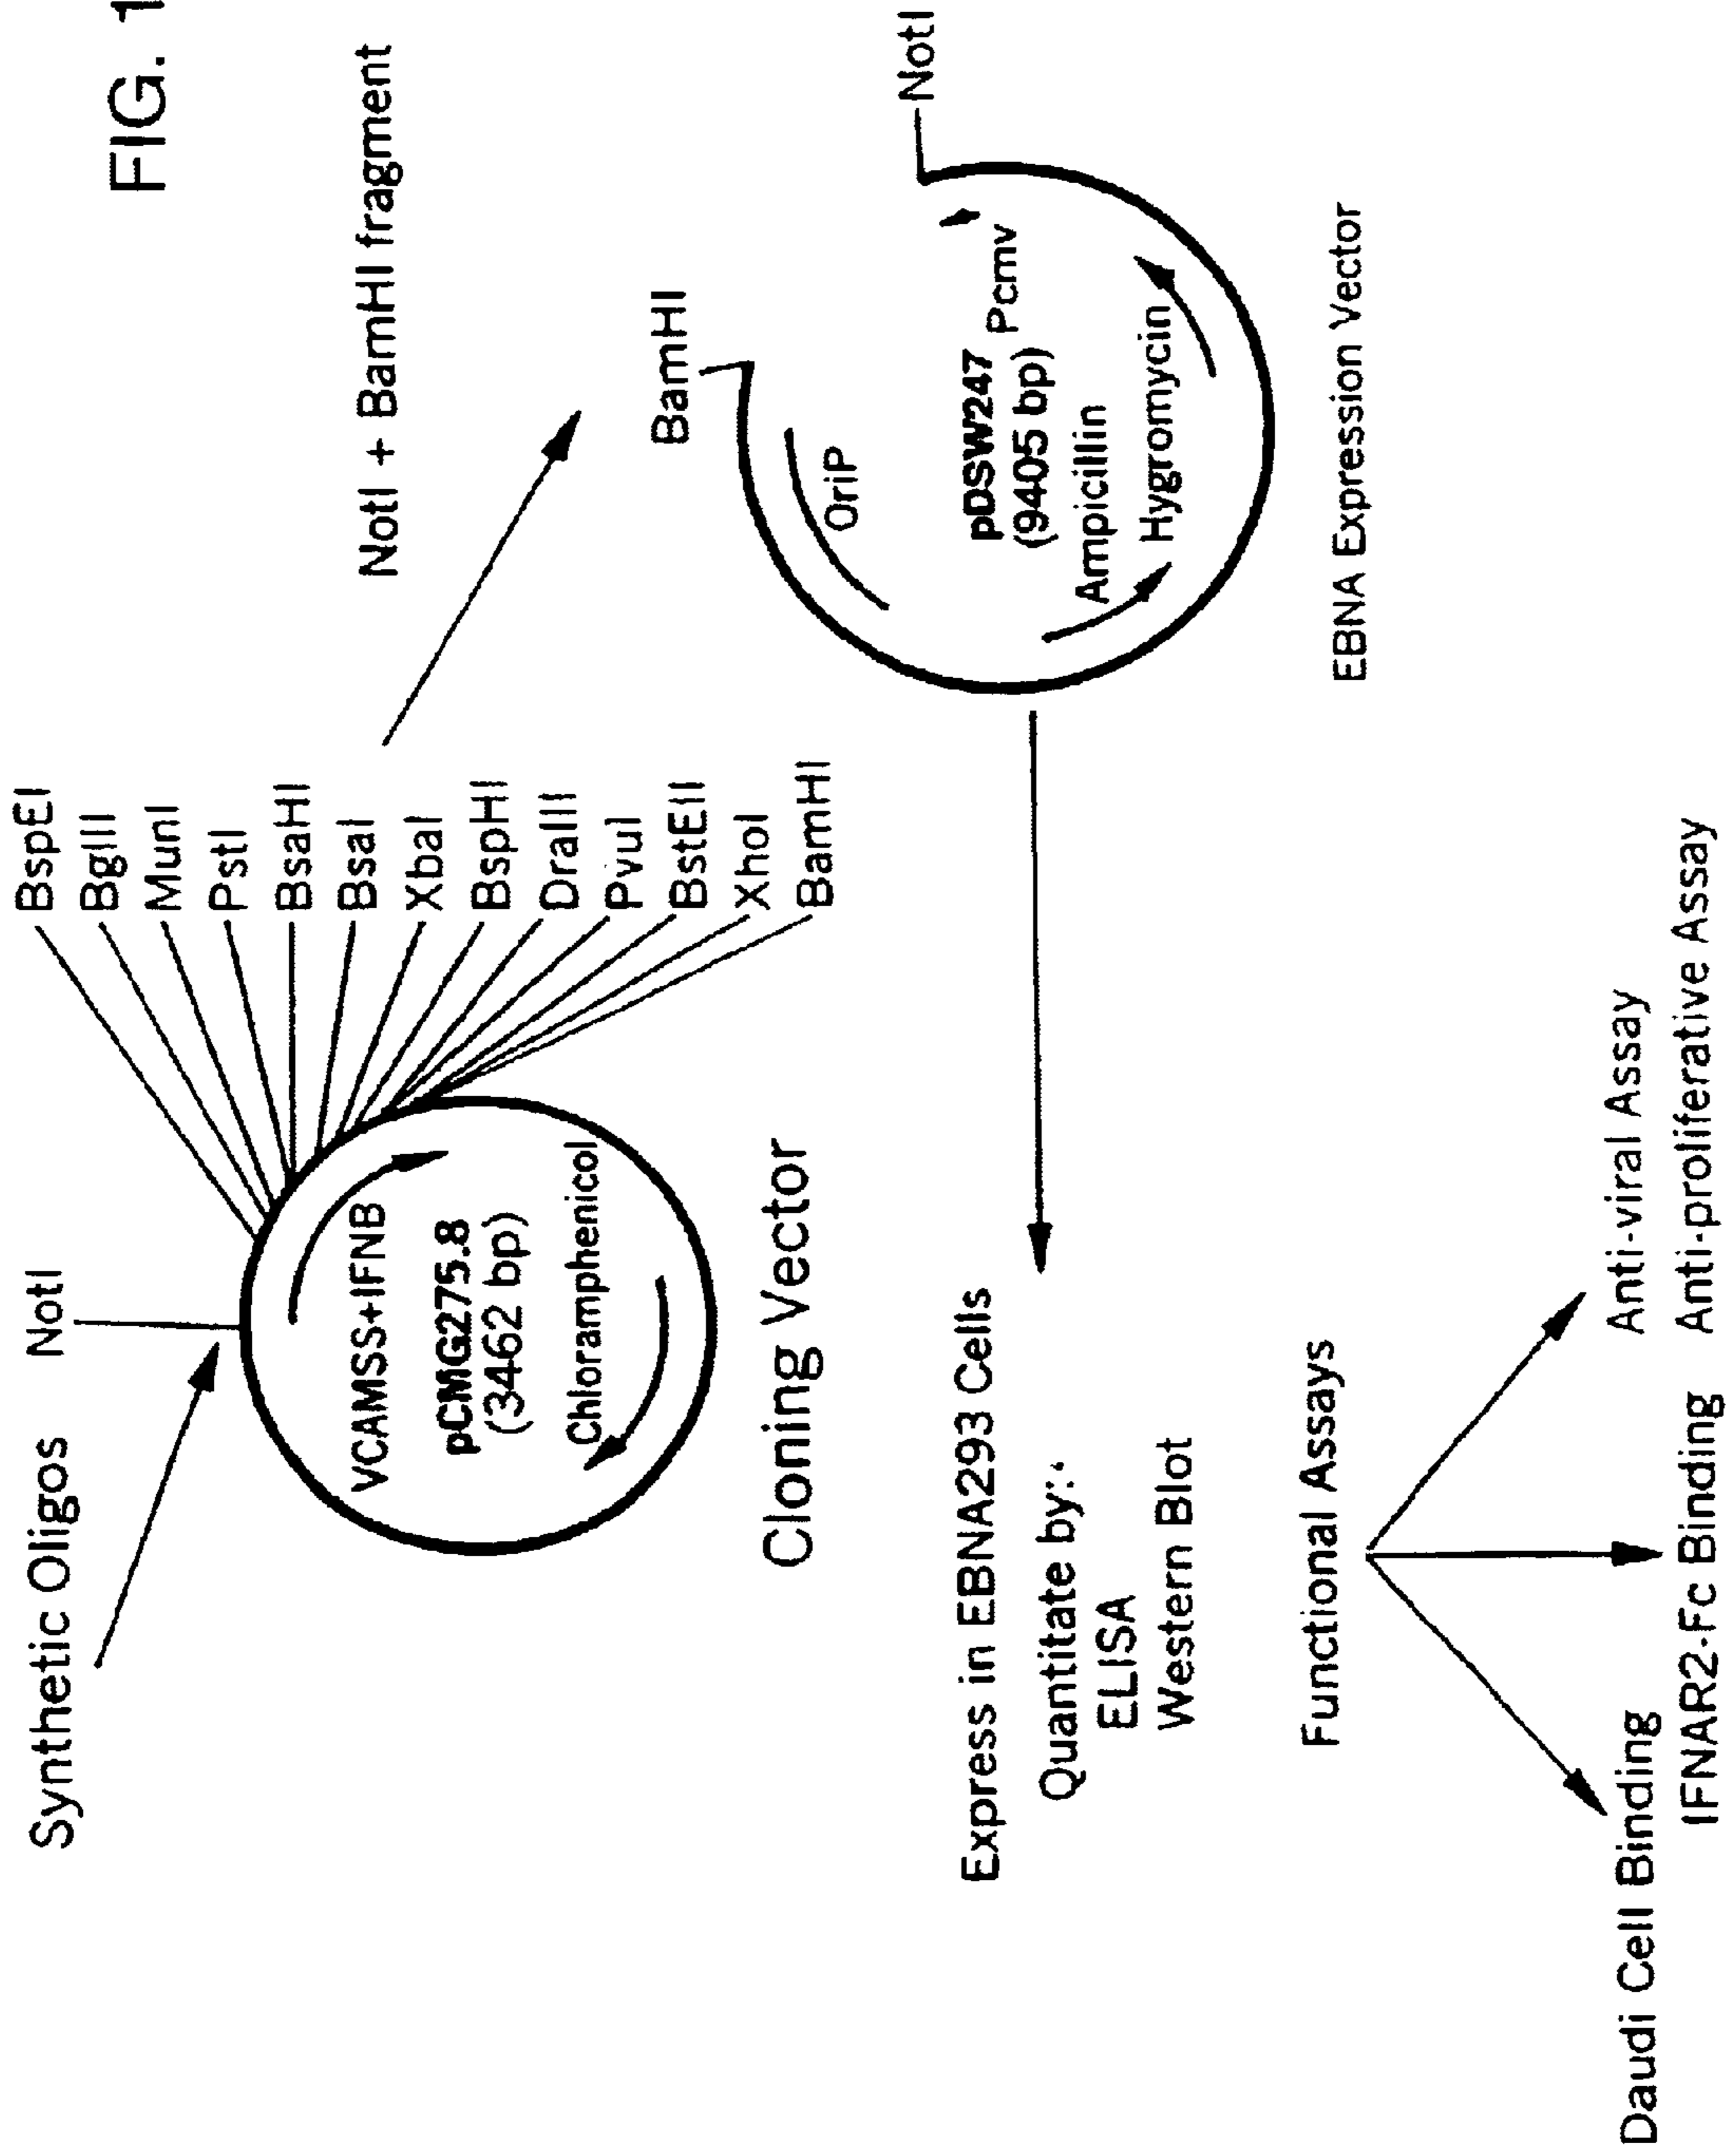 FIG. 1
Synthetic Oligos
NotI
BspEI
BglII
MunI
PstI
BsaHI
BsaI
XbaI
BspHI
DraIII
PvuI
BstEII
XhoI
BamHI
VCAMSS+IFNB
pCMG275.8
(3462 bp)
Chloramphenicol
Cloning Vector
NotI + BamHI fragment
BamHI
NotI
OriP
pDSW247
(9405 bp)
Pcmv
Ampicillin
Hygromycin
EBNA Expression Vector
Express in EBNA293 Cells
Quantitate by:
ELISA
Western Blot
Functional Assays
Daudi Cell Binding
IFNAR2-Fc Binding
Anti-viral Assay
Anti-proliferative Assay